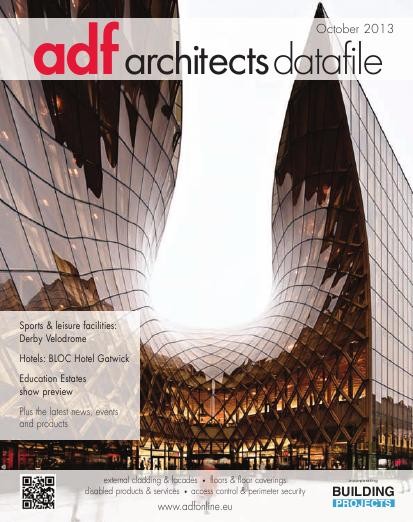 October 2013
adf architects datafile
Sports & leisure facilities:
Derby Velodrome
Hotels: BLOC Hotel Gatwick
Education Estates
show preview
Plus the latest news, events
and products
external cladding & facades • floors & floor coverings
disabled products & services • access control & perimeter security
www.adfonline.eu
incorporating
BUILDING
PROJECTS